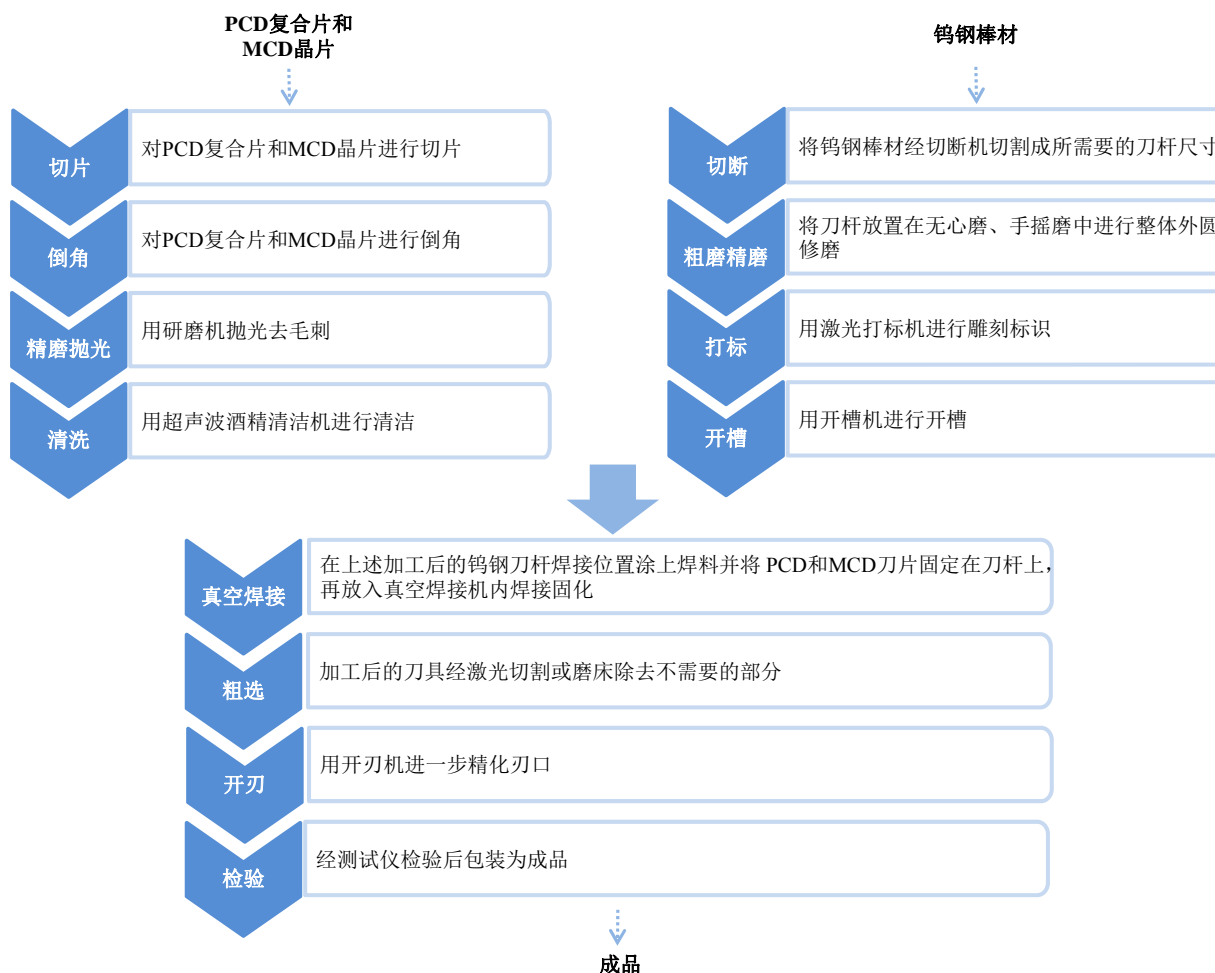 PCD复合片和
MCD晶片
切片
对PCD复合片和MCD晶片进行切片
倒角
对PCD复合片和MCD晶片进行倒角
精磨抛光
用研磨机抛光去毛刺
清洗
用超声波酒精清洁机进行清洁
钨钢棒材
切断
将钨钢棒材经切断机切割成所需要的刀杆尺寸
粗磨精磨
将刀杆放置在无心磨、手摇磨中进行整体外圆
修磨
打标
用激光打标机进行雕刻标识
开槽
用开槽机进行开槽
真空焊接
在上述加工后的钨钢刀杆焊接位置涂上焊料并将 PCD和MCD刀片固定在刀杆上，
再放入真空焊接机内焊接固化
粗选
加工后的刀具经激光切割或磨床除去不需要的部分
开刃
用开刃机进一步精化刃口
检验
经测试仪检验后包装为成品
成品